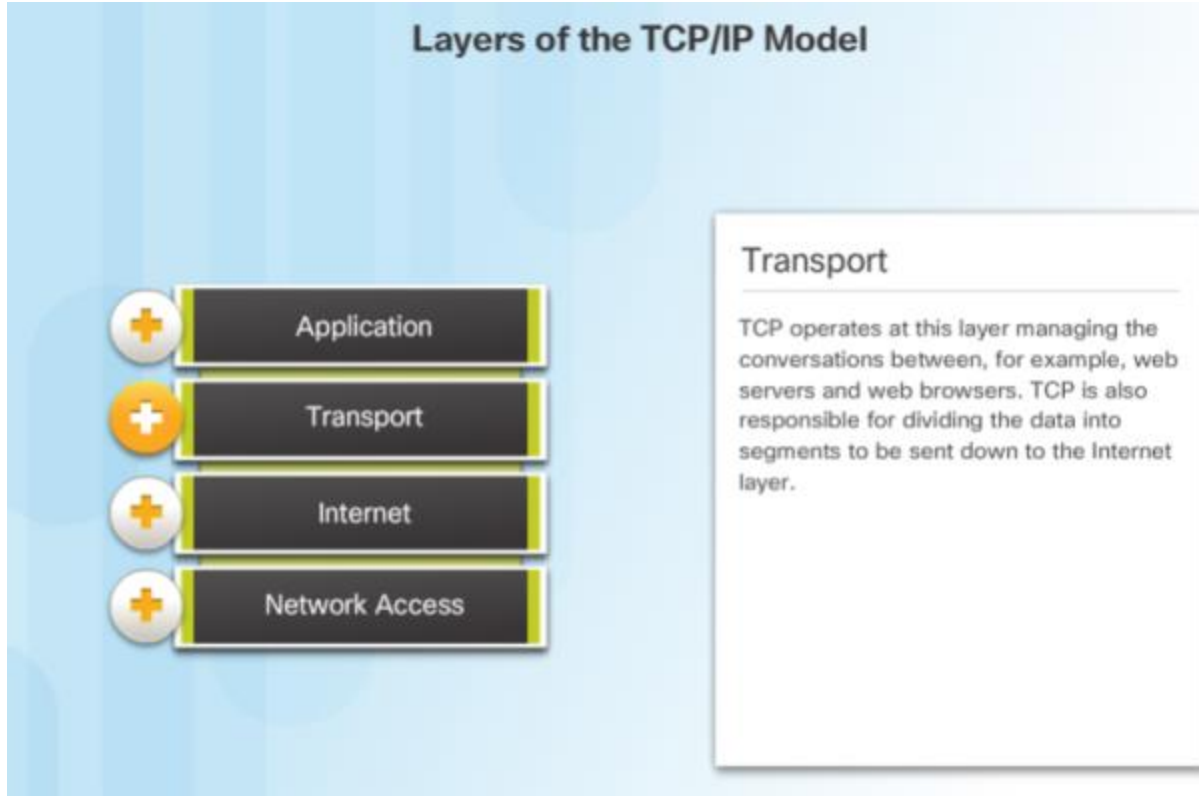 Layers of the TCP/IP Model
Application
Transport
Internet
Network Access
Transport
TCP operates at this layer managing the
conversations between, for example, web
servers and web browsers. TCP is also
responsible for dividing the data into
segments to be sent down to the Internet
layer.